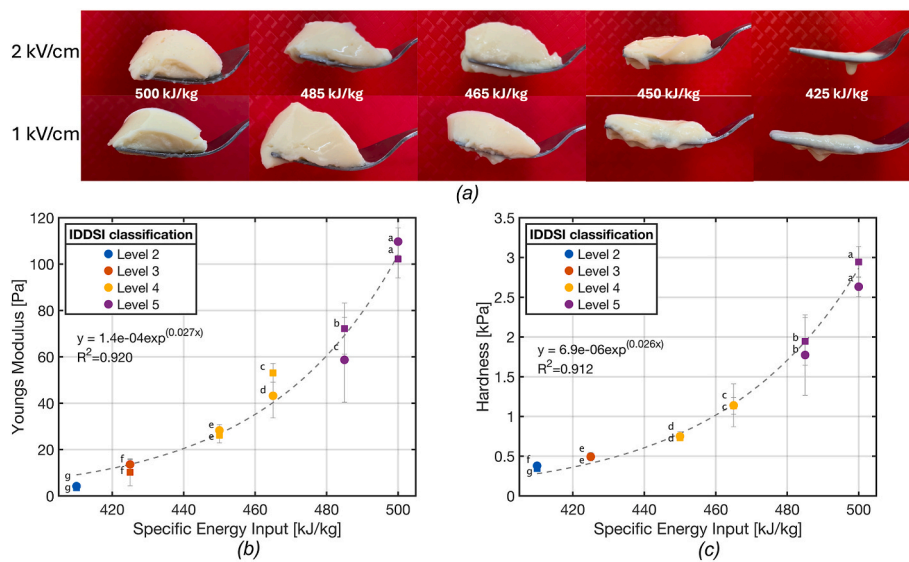 2 kV/cm
500 kJ/kg
485 kJ/kg
465 kJ/kg
450 kJ/kg
425 kJ/kg
1 kV/cm
(a)
(b)
120
100
80
60
40
20
0
Youngs Modulus [Pa]
IDDSI classification
Level 2
Level 3
Level 4
Level 5
y = 1.4e-04exp(0.027x)
R2=0.920
g
g
f
f
e
e
c
d
b
c
a
a
420
440
460
480
500
Specific Energy Input [kJ/kg]
(b)
(c)
3.5
3
2.5
2
1.5
1
0.5
0
Hardness [kPa]
IDDSI classification
Level 2
Level 3
Level 4
Level 5
y = 6.9e-06exp(0.026x)
R2=0.912
f
g
e
e
d
d
c
c
b
b
a
a
420
440
460
480
500
Specific Energy Input [kJ/kg]
(c)